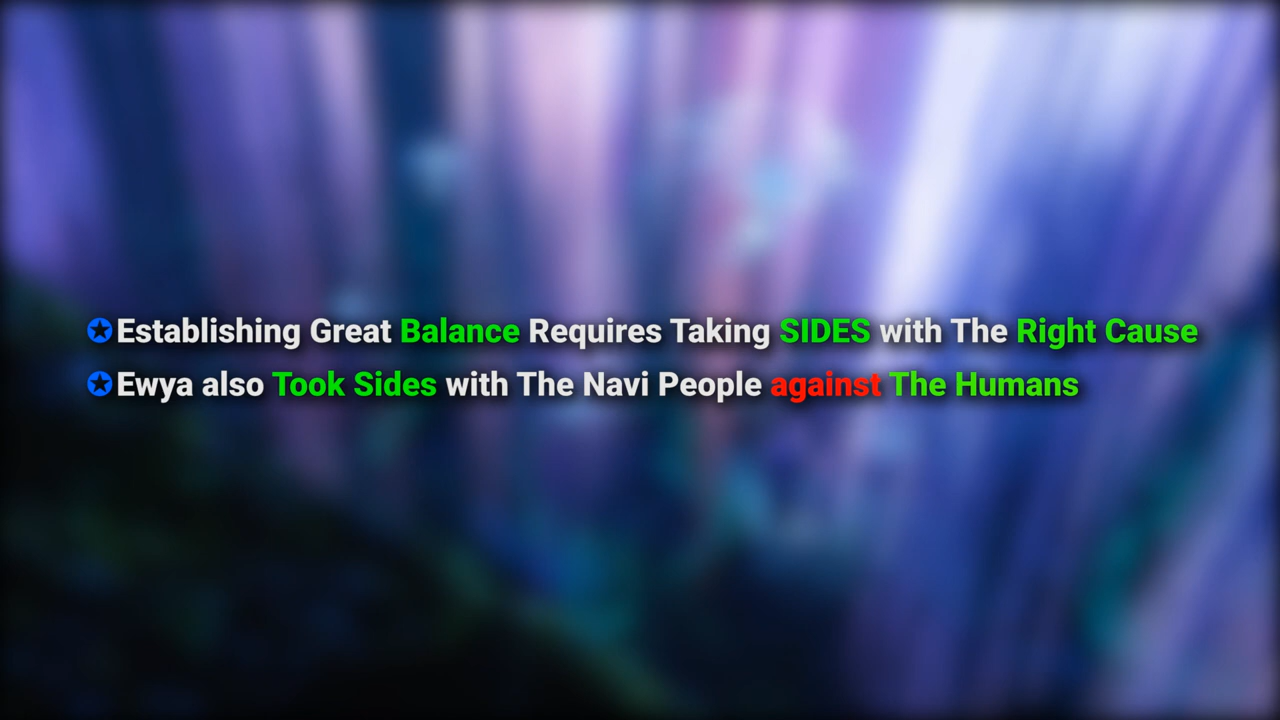 Establishing Great Balance Requires Taking SIDES with The Right Cause
Ewya also Took Sides with The Navi People against The Humans